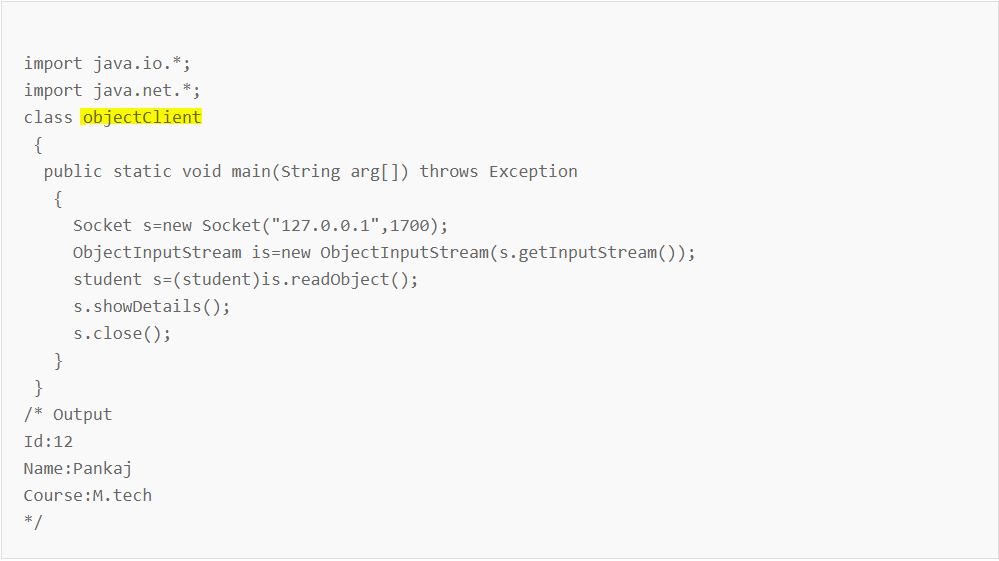 import java.io.*;
import java.net.*;
class objectClient
{
public static void main(String arg[]) throws Exception
{
Socket s=new Socket("127.0.0.1",1700);
ObjectInputStream is=new ObjectInputStream(s.getInputStream());
student s=(student)is.readObject();
s.showDetails();
s.close();
}
}
/* Output
Id:12
Name:Pankaj
Course:M.tech
*/